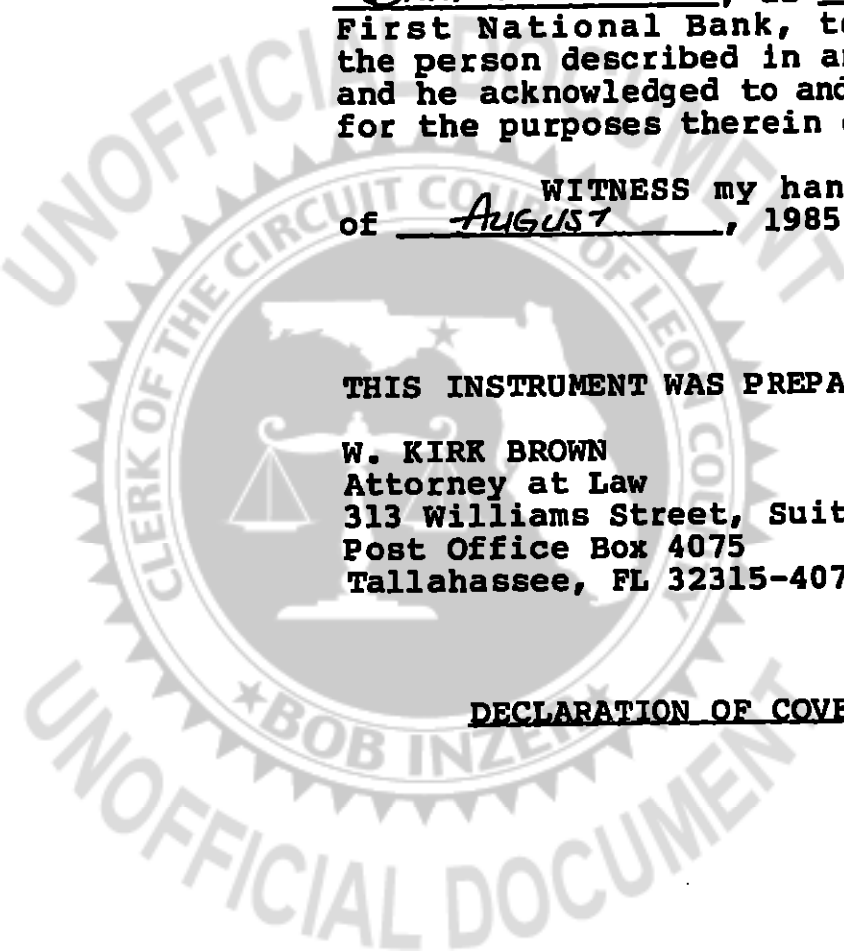 First National Bank, t
the person described in a
and he acknowledged to and
for the purposes therein
WITNESS my han
of August, 1985
THIS INSTRUMENT WAS PREPA
W. KIRK BROWN
Attorney at Law
313 Williams Street, Suit
Post Office Box 4075
Tallahassee, FL 32315-407
DECLARATION OF COVE
UNOFFICIAL DOCUMENT
CLERK OF THE CIRCUIT COURT OF LEON COUNTY
★BOB INZER★
UNOFFICIAL DOCUMENT